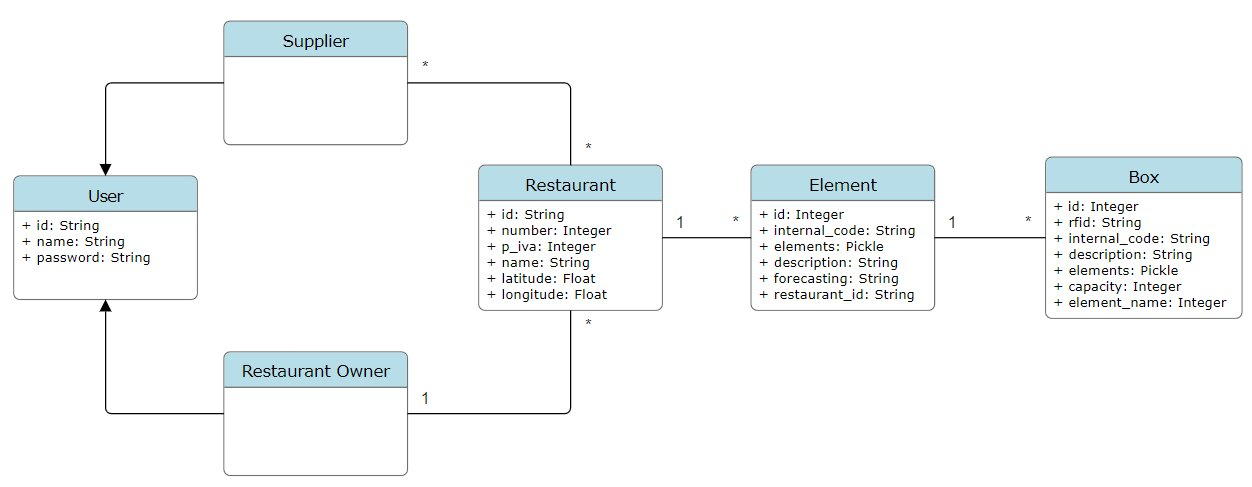 Supplier
*
*
User
+ id: String
+ name: String
+ password: String
Restaurant
+ id: String
+ number: Integer
+ p_iva: Integer
+ name: String
+ latitude: Float
+ longitude: Float
1
*
Element
+ id: Integer
+ internal_code: String
+ elements: Pickle
+ description: String
+ forecasting: String
+ restaurant_id: String
1
*
Box
+ id: Integer
+ rfid: String
+ internal_code: String
+ description: String
+ elements: Pickle
+ capacity: Integer
+ element_name: Integer
*
Restaurant Owner
1